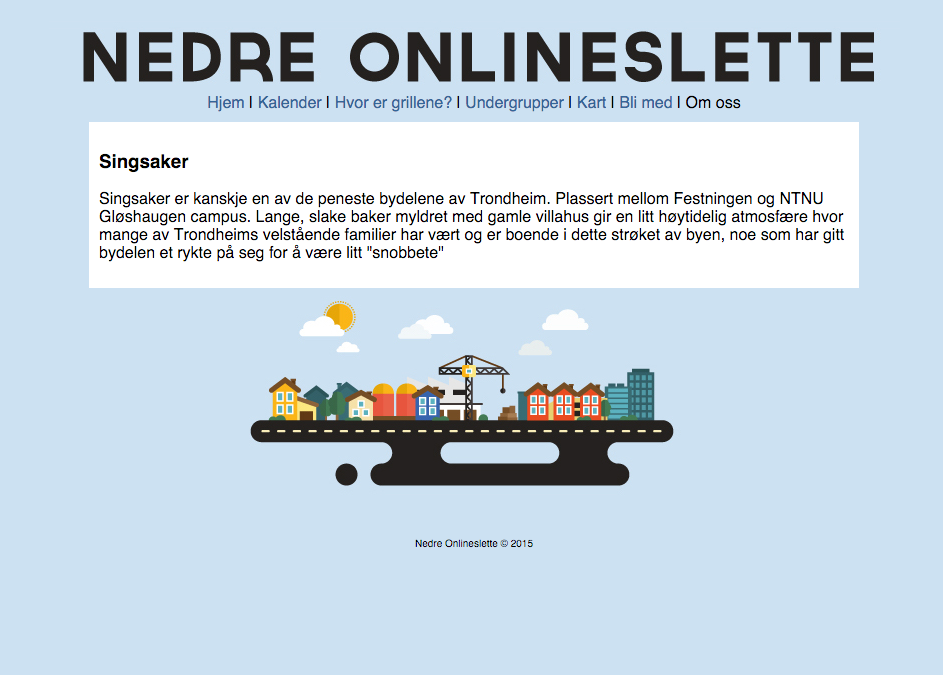 NEDRE ONLINESLETTE
Hjem | Kalender | Hvor er grillene? | Undergrupper | Kart | Bli med | Om oss
Singsaker
Singsaker er kanskje en av de peneste bydelene av Trondheim. Plassert mellom Festningen og NTNU
Gløshaugen campus. Lange, slake baker myldret med gamle villahus gir en litt høytidelig atmosfære hvor
mange av Trondheims velstående familier har vært og er boende i dette strøket av byen, noe som har gitt
bydelen et rykte på seg for å være litt "snobbete"
Nedre Onlineslette © 2015